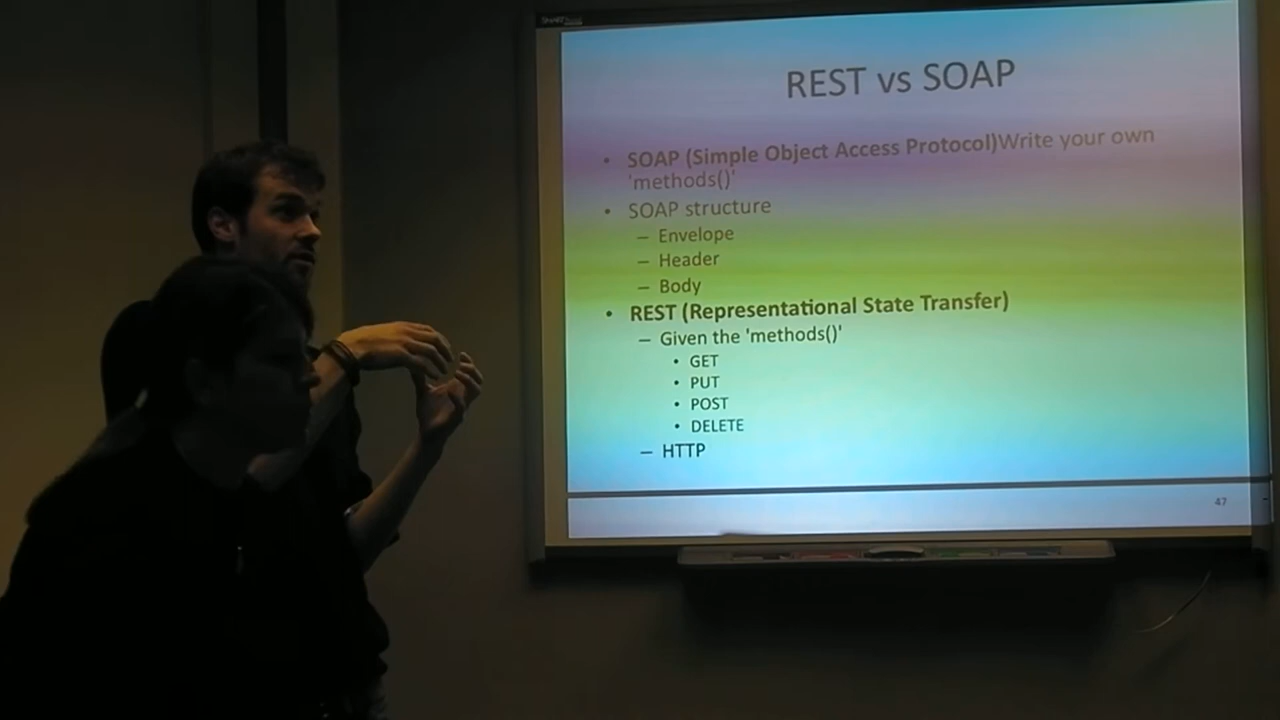 SMART
REST vs SOAP
• SOAP (Simple Object Access Protocol)Write your own
'methods()'
• SOAP structure
– Envelope
– Header
– Body
• REST (Representational State Transfer)
– Given the 'methods()'
• GET
• PUT
• POST
• DELETE
– HTTP
47